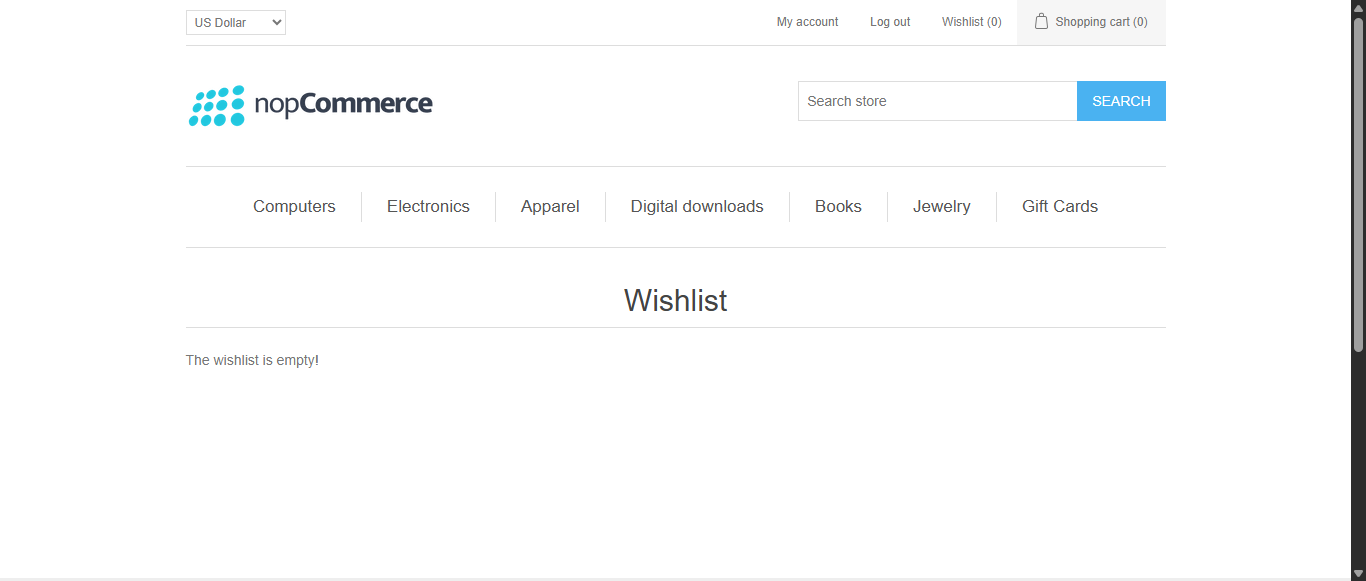 US Dollar
My account
Log out
Wishlist (0)
Shopping cart (0)
nopCommerce
Search store
SEARCH
Computers
Electronics
Apparel
Digital downloads
Books
Jewelry
Gift Cards
Wishlist
The wishlist is empty!